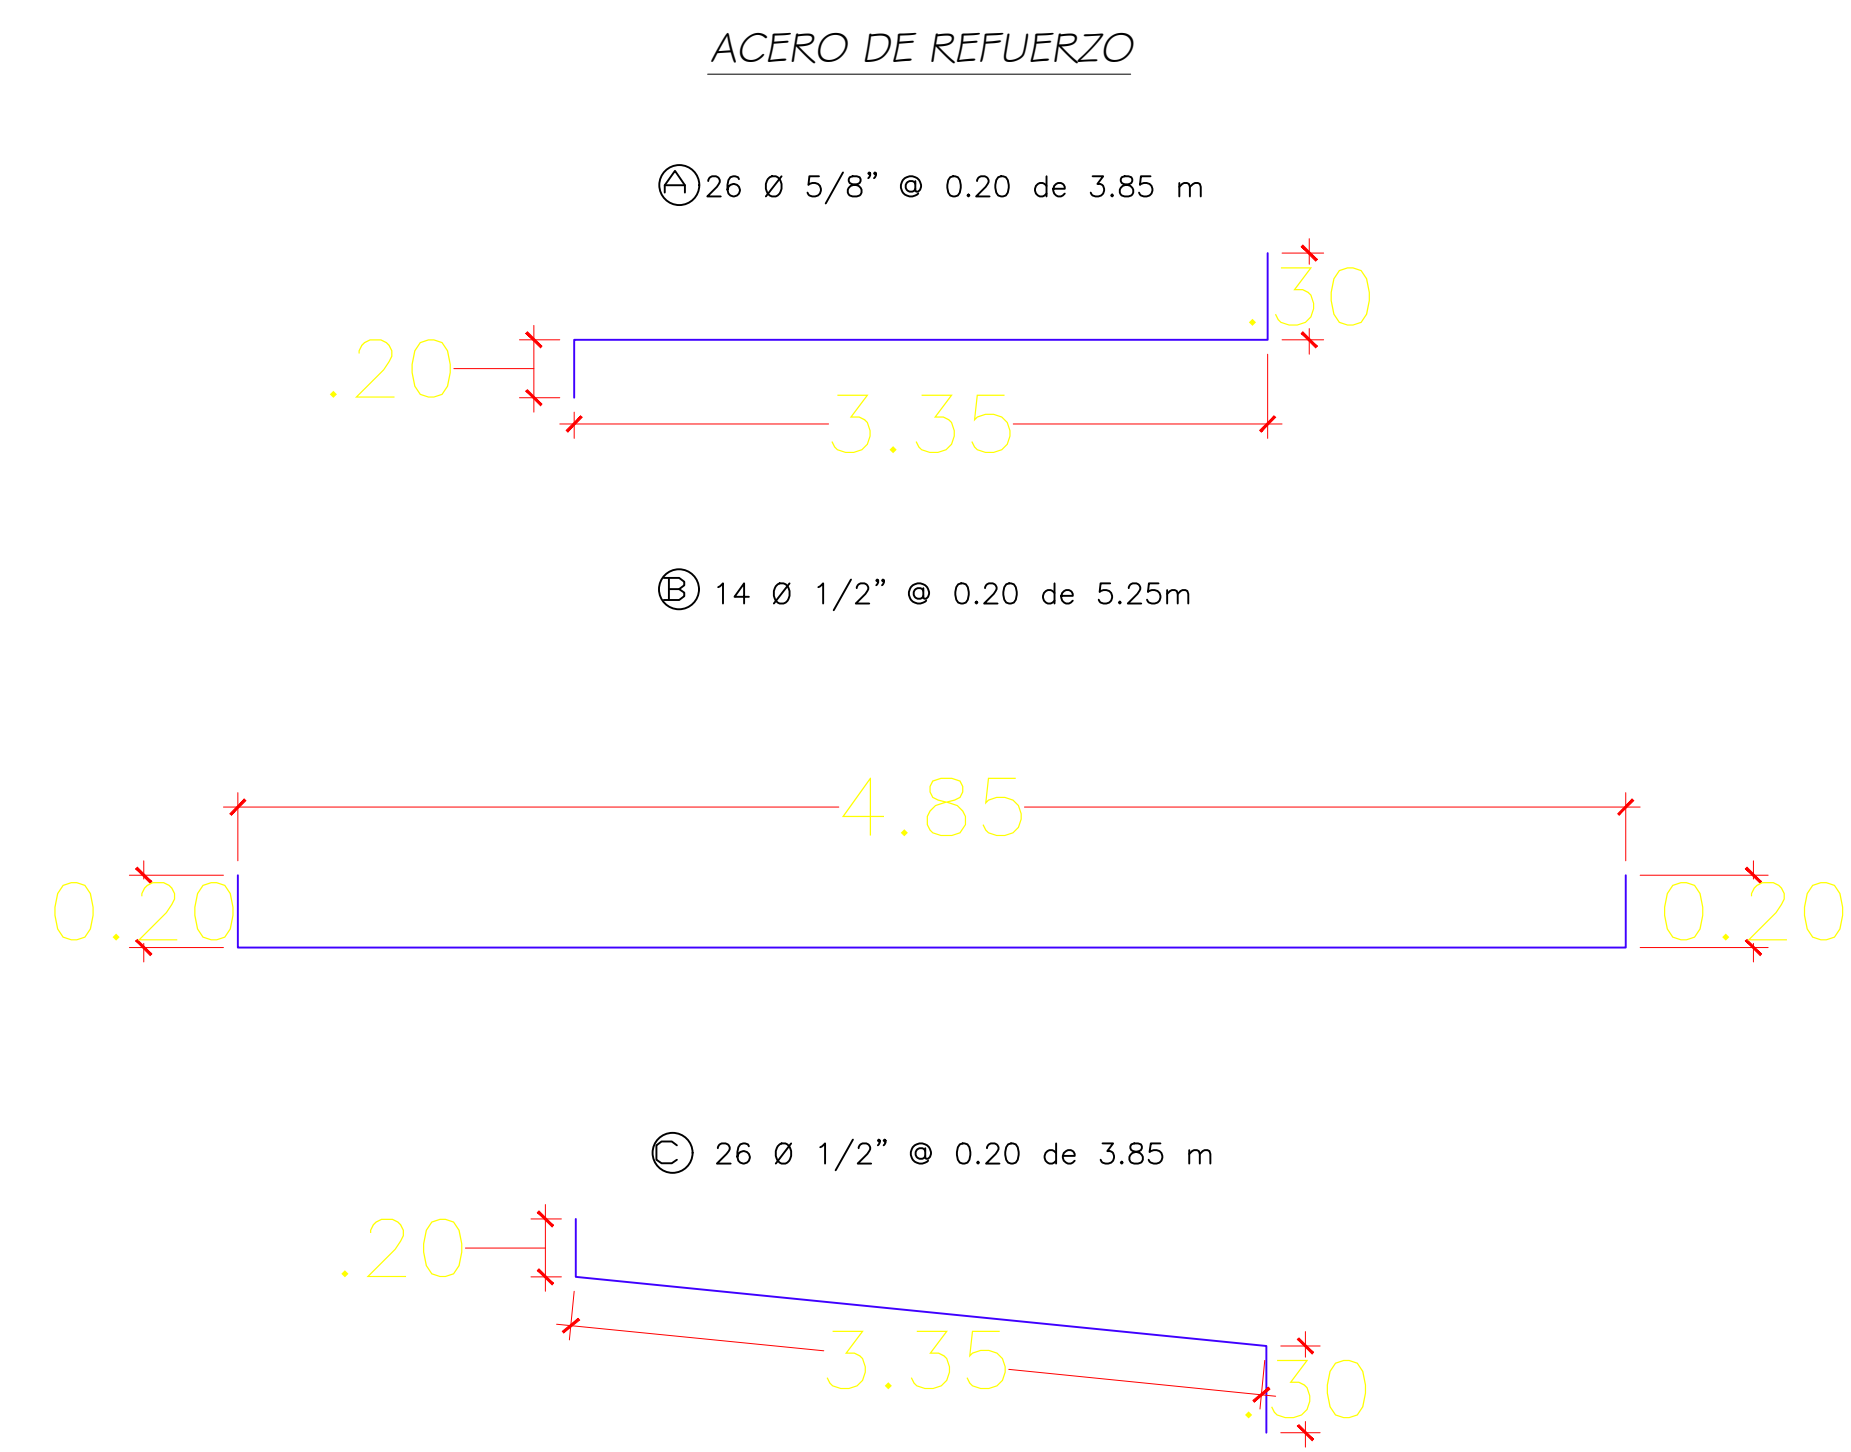 ACERO DE REFUERZO
A 26 Ø 5/8" @ 0.20 de 3.85 m
.30
.20
3.35
B 14 Ø 1/2" @ 0.20 de 5.25m
4.85
0.20 0.20
C 26 Ø 1/2" @ 0.20 de 3.85 m
.20
3.35
.30